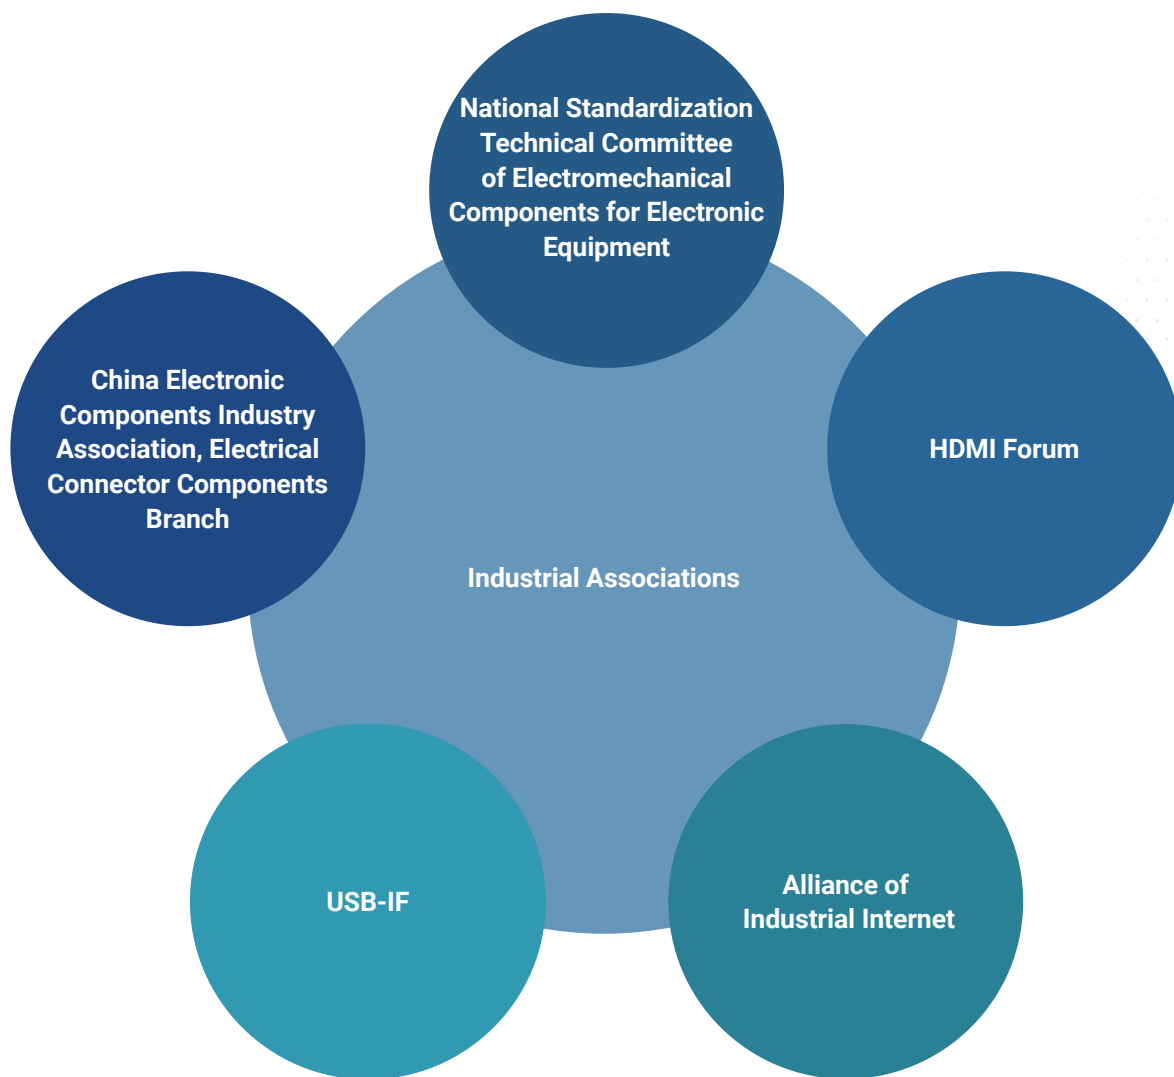 National Standardization
Technical Committee
of Electromechanical
Components for Electronic
Equipment
China Electronic
Components Industry
Association, Electrical
Connector Components
Branch
HDMI Forum
Industrial Associations
USB-IF
Alliance of
Industrial Internet